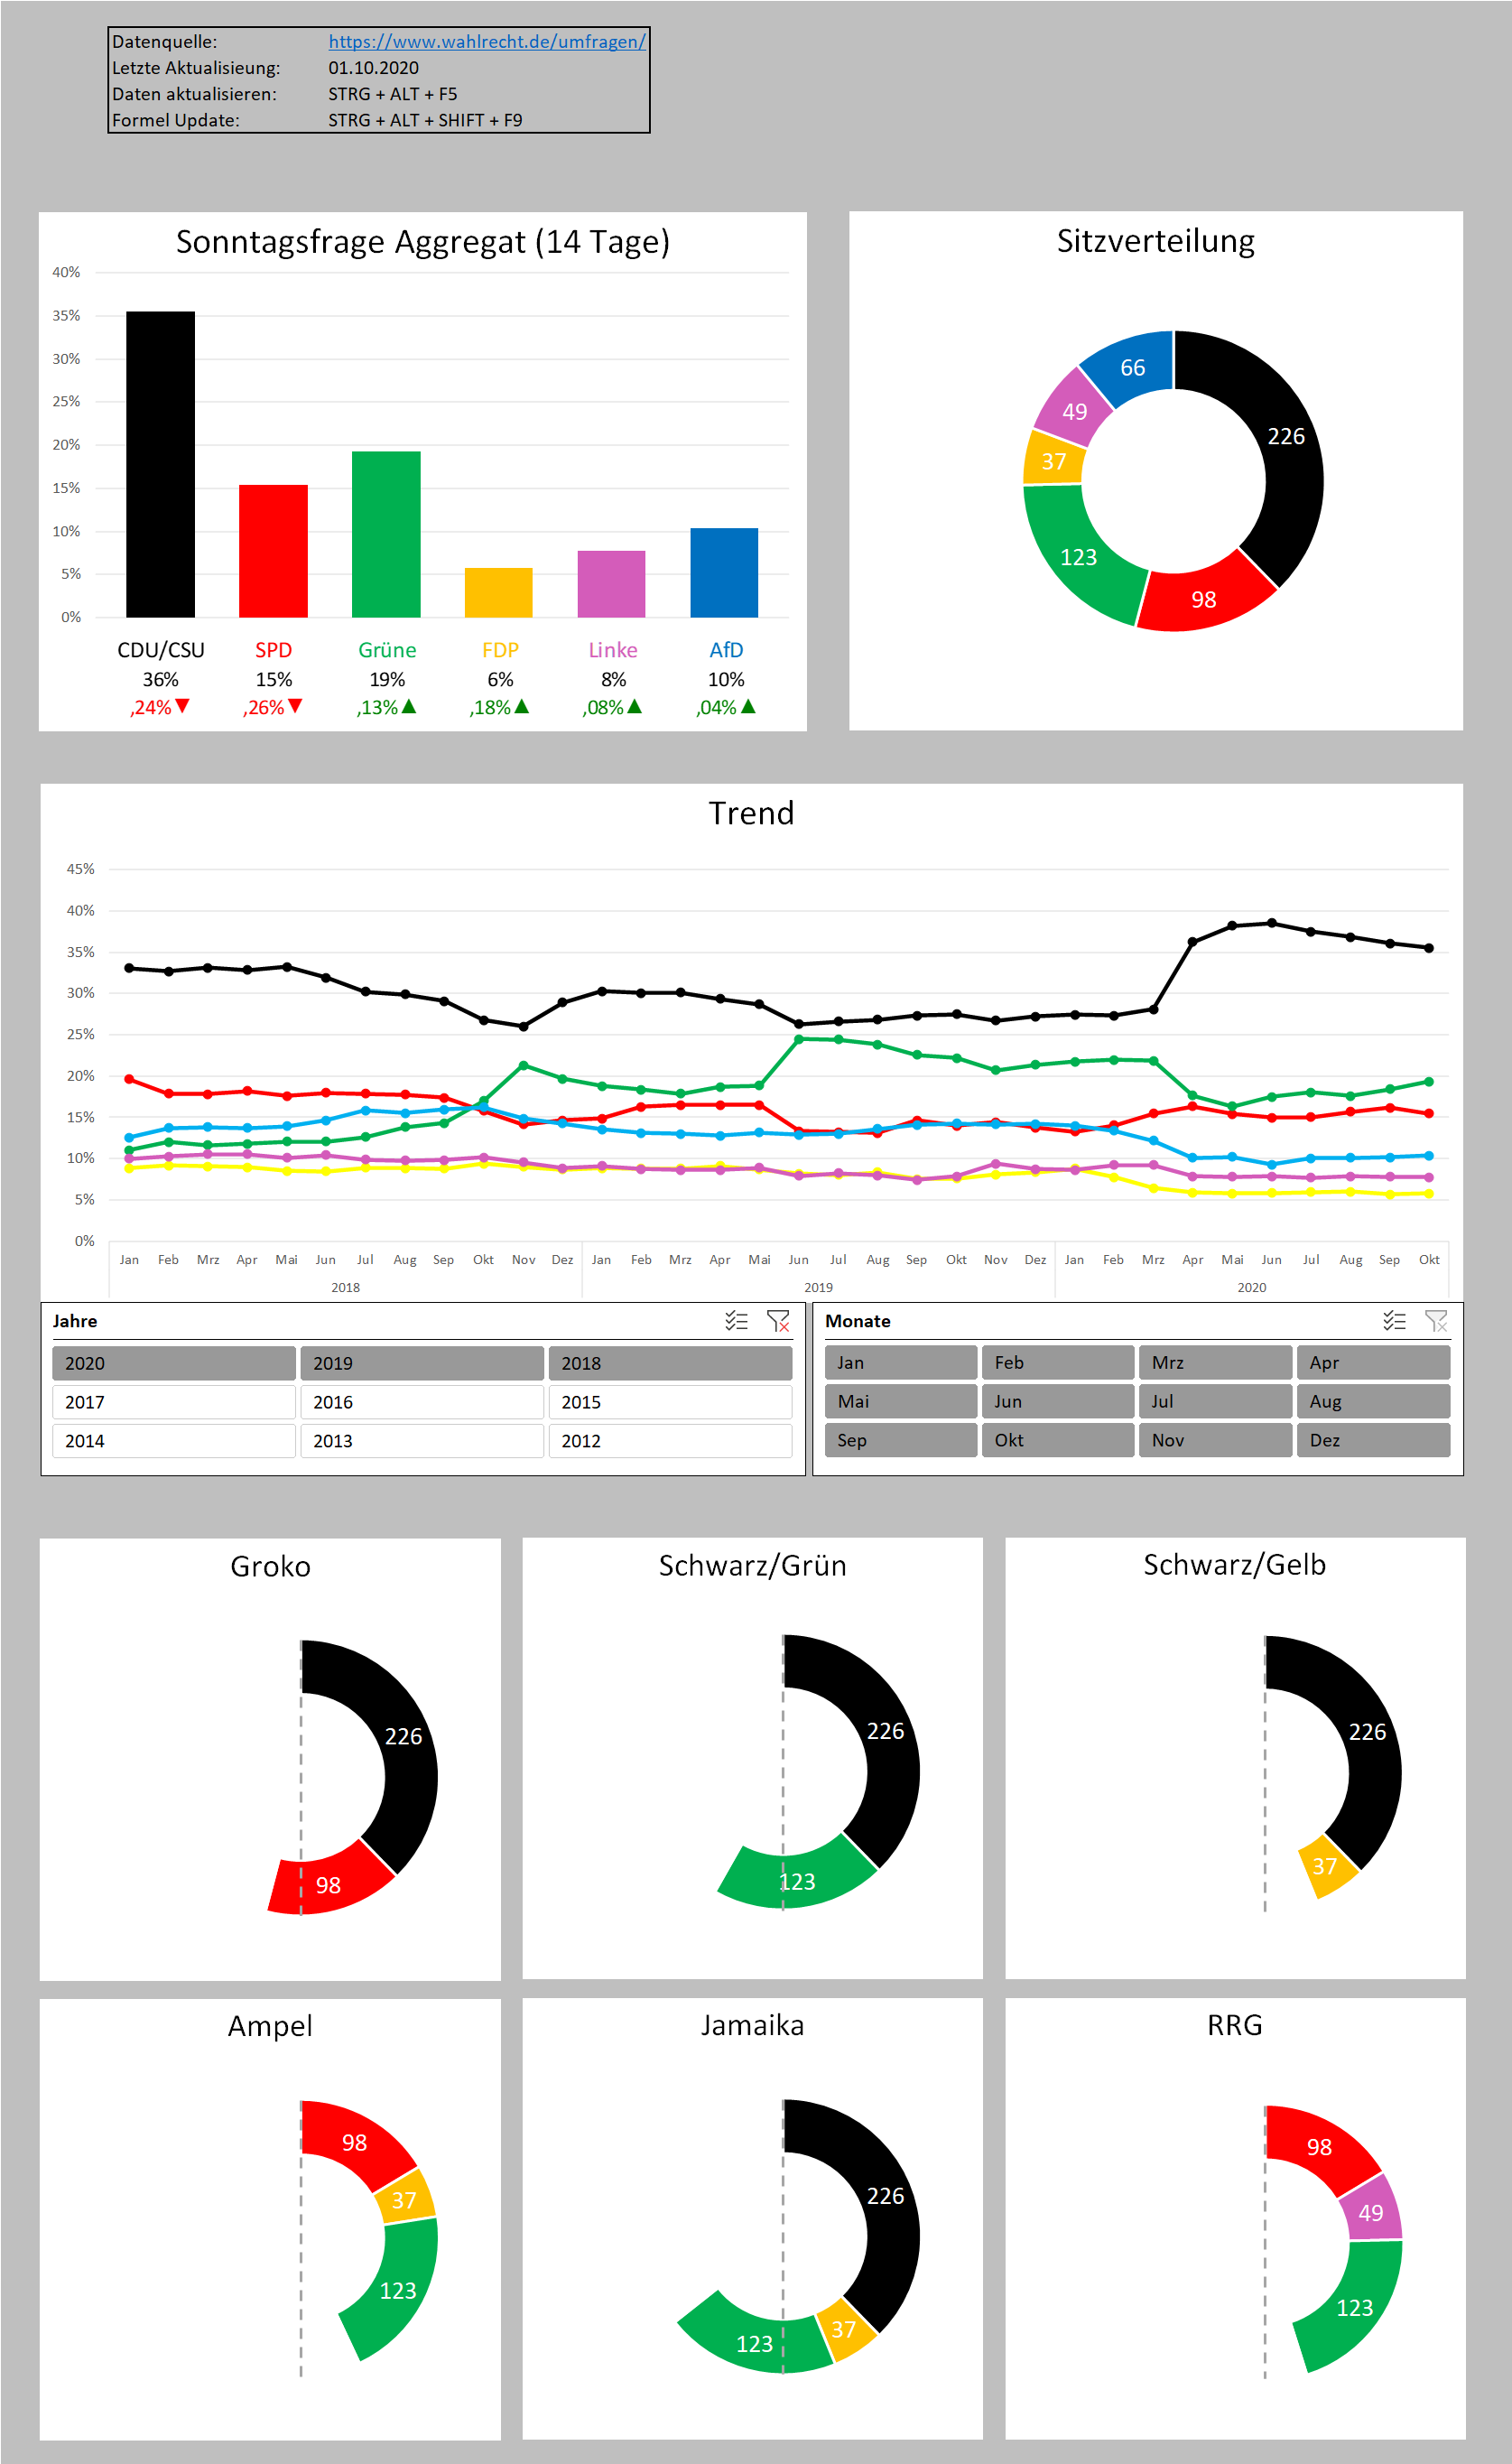 Datenquelle: https://www.wahlrecht.de/umfragen/
Letzte Aktualisieung: 01.10.2020
Daten aktualisieren: STRG + ALT + F5
Formel Update: STRG + ALT + SHIFT + F9
Sonntagsfrage Aggregat (14 Tage)
40%
35%
30%
25%
20%
15%
10%
5%
0%
CDU/CSU SPD Grüne FDP Linke AfD
36% 15% 19% 6% 8% 10%
,24%▼ ,26%▼ ,13%▲ ,18%▲ ,08%▲ ,04%▲
Sitzverteilung
66
226
49
37
123
98
Trend
45%
40%
35%
30%
25%
20%
15%
10%
5%
0%
Jan Feb Mrz Apr Mai Jun Jul Aug Sep Okt Nov Dez Jan Feb Mrz Apr Mai Jun Jul Aug Sep Okt Nov Dez Jan Feb Mrz Apr Mai Jun Jul Aug Sep Okt
2018 2019 2020
Jahre
2020 2019 2018
2017 2016 2015
2014 2013 2012
Monate
Jan Feb Mrz Apr
Mai Jun Jul Aug
Sep Okt Nov Dez
Groko
226
98
Schwarz/Grün
226
123
Schwarz/Gelb
226
37
Ampel
98
37
123
Jamaika
226
37
123
RRG
98
49
123